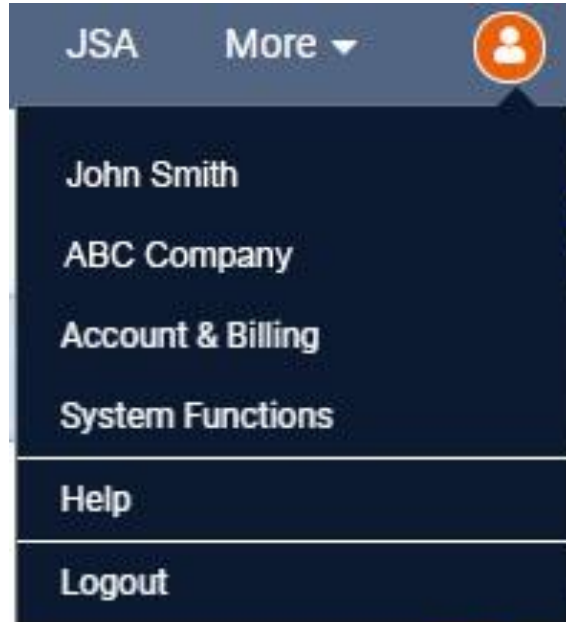 JSA More
John Smith
ABC Company
Account & Billing
System Functions
Help
Logout